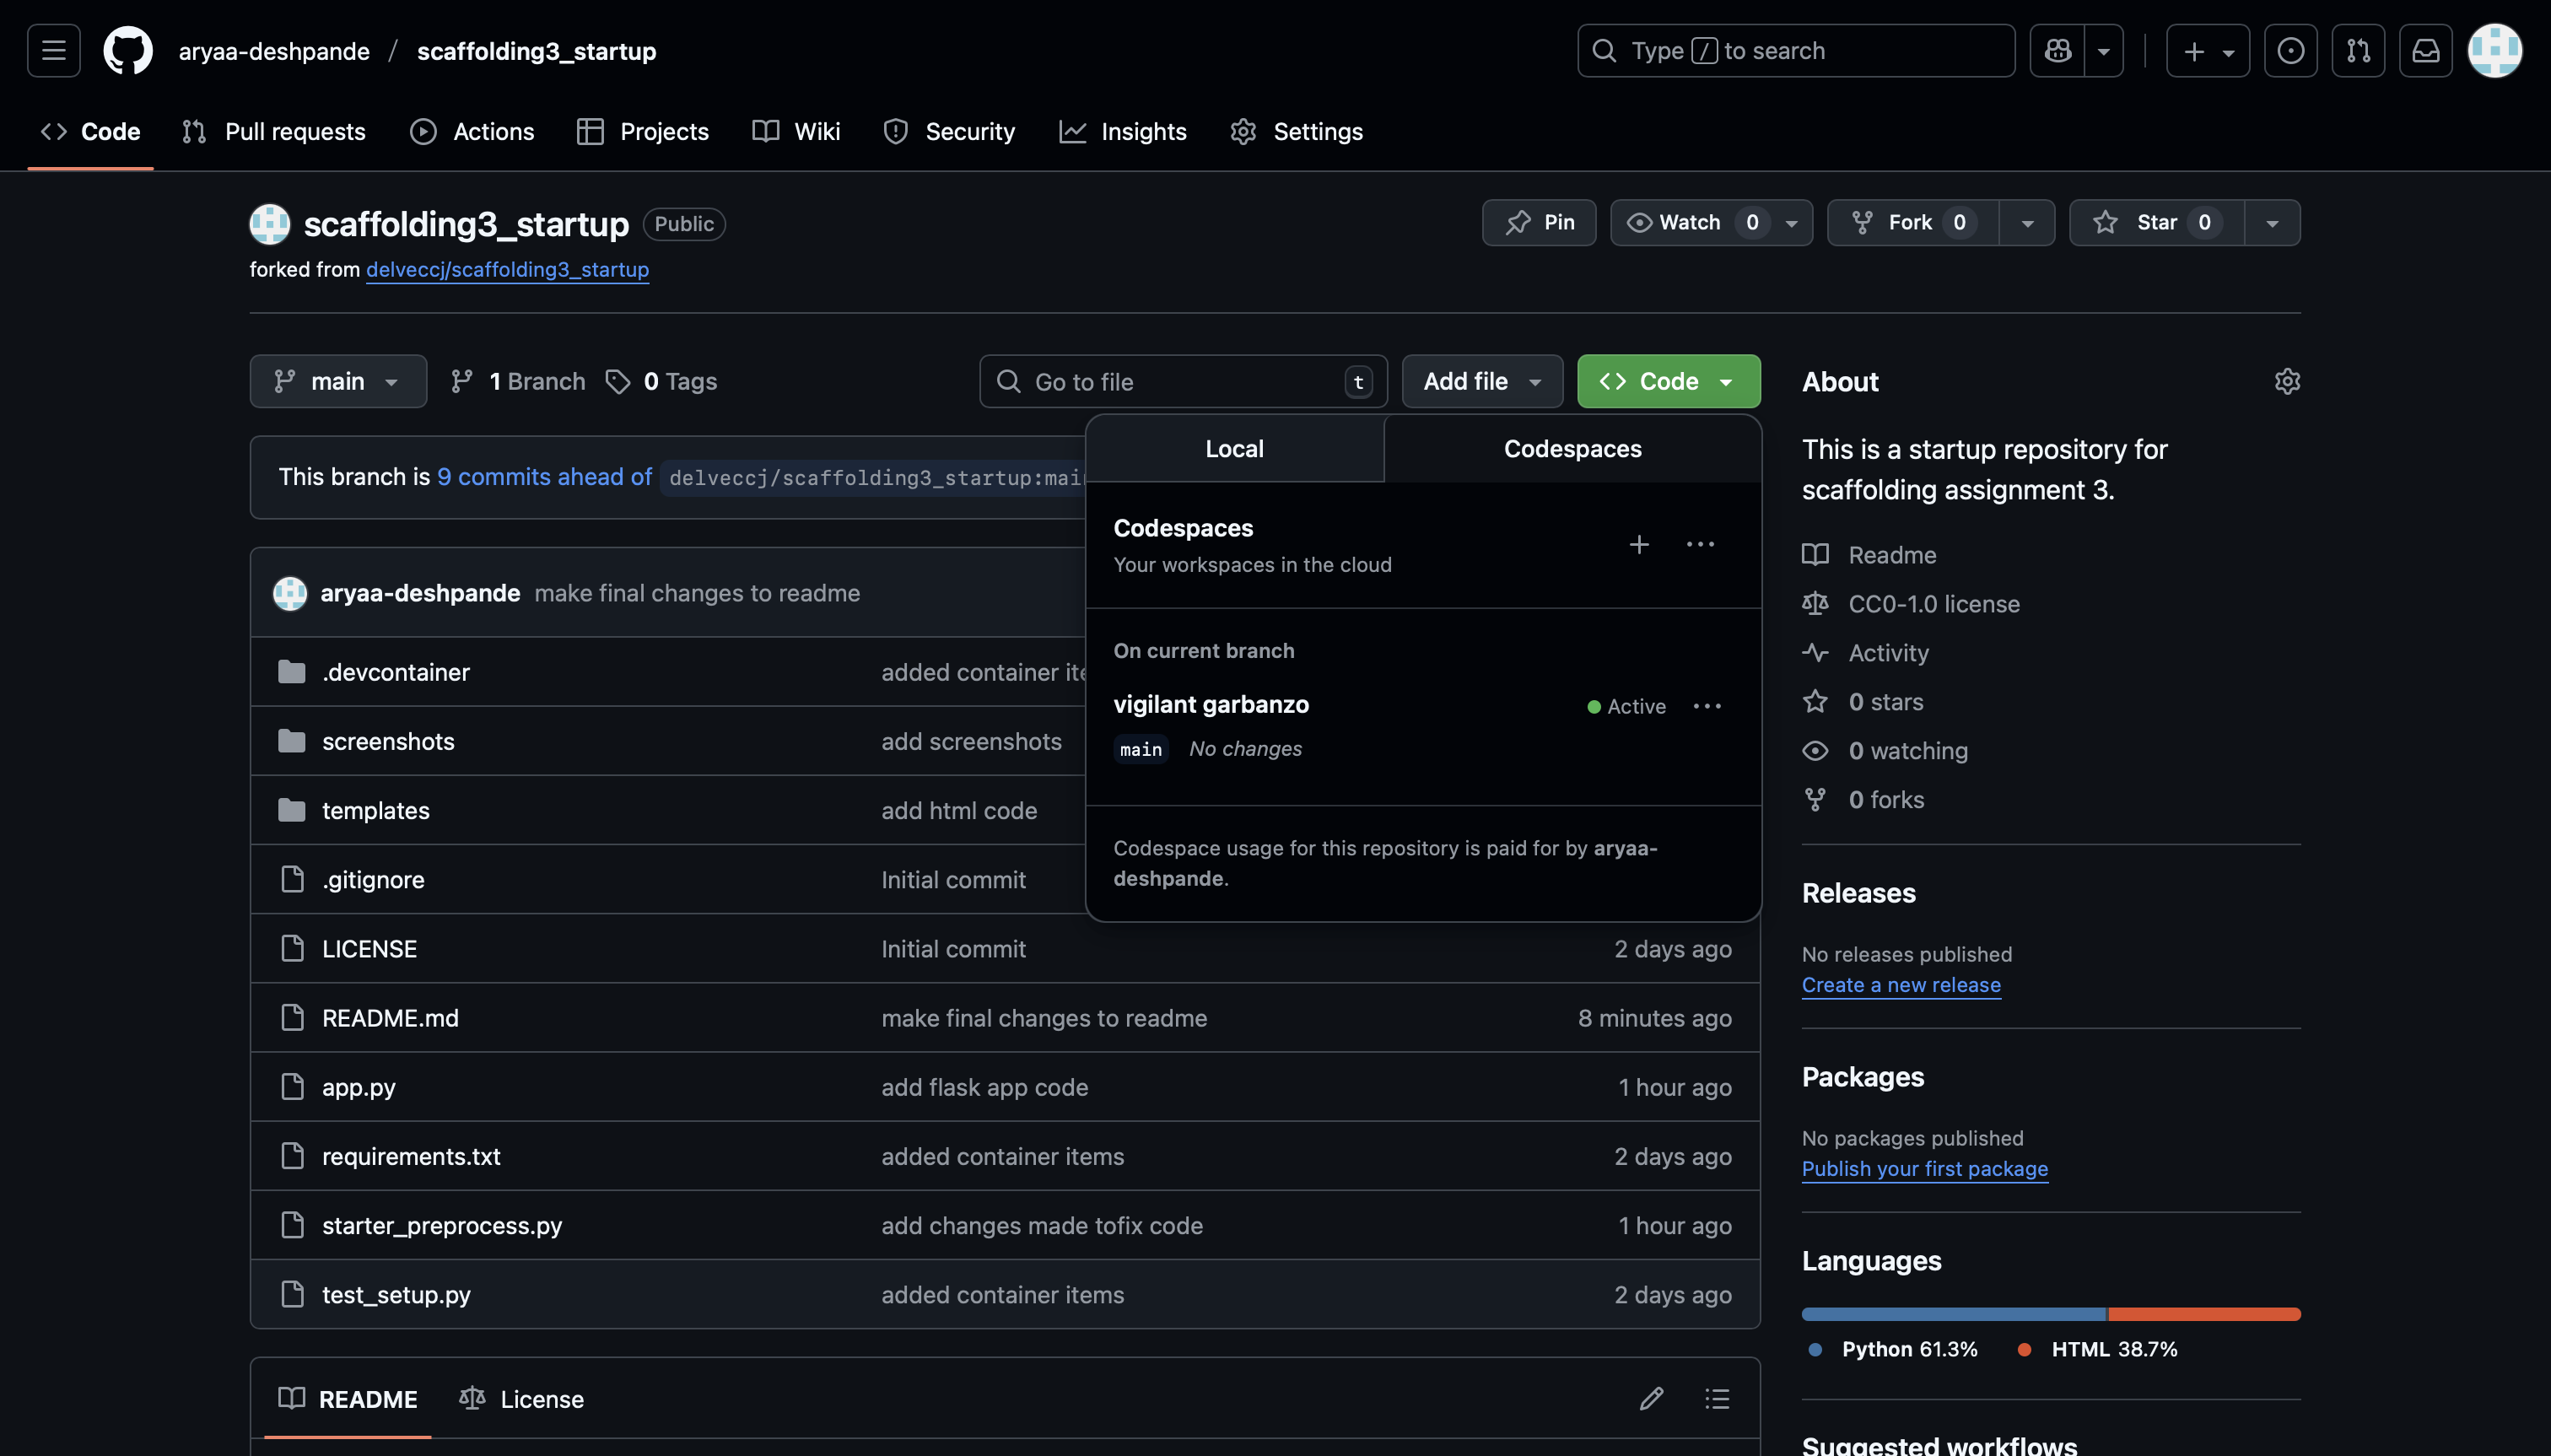 aryaa-deshpande / scaffolding3_startup
Type / to search
Code
Pull requests
Actions
Projects
Wiki
Security
Insights
Settings
scaffolding3_startup Public
forked from delveccj/scaffolding3_startup
Pin
Watch 0
Fork 0
Star 0
main
1 Branch
0 Tags
Go to file t
Add file
Code
This branch is 9 commits ahead of delveccj/scaffolding3_startup:main
aryaa-deshpande make final changes to readme
.devcontainer added container ite
screenshots add screenshots
templates add html code
.gitignore Initial commit
LICENSE Initial commit 2 days ago
README.md make final changes to readme 8 minutes ago
app.py add flask app code 1 hour ago
requirements.txt added container items 2 days ago
starter_preprocess.py add changes made tofix code 1 hour ago
test_setup.py added container items 2 days ago
README
License
Local
Codespaces
Codespaces
Your workspaces in the cloud
On current branch
vigilant garbanzo
Active
main No changes
Codespace usage for this repository is paid for by aryaa-
deshpande.
About
This is a startup repository for
scaffolding assignment 3.
Readme
CC0-1.0 license
Activity
0 stars
0 watching
0 forks
Releases
No releases published
Create a new release
Packages
No packages published
Publish your first package
Languages
Python 61.3%
HTML 38.7%
Suggested workflows